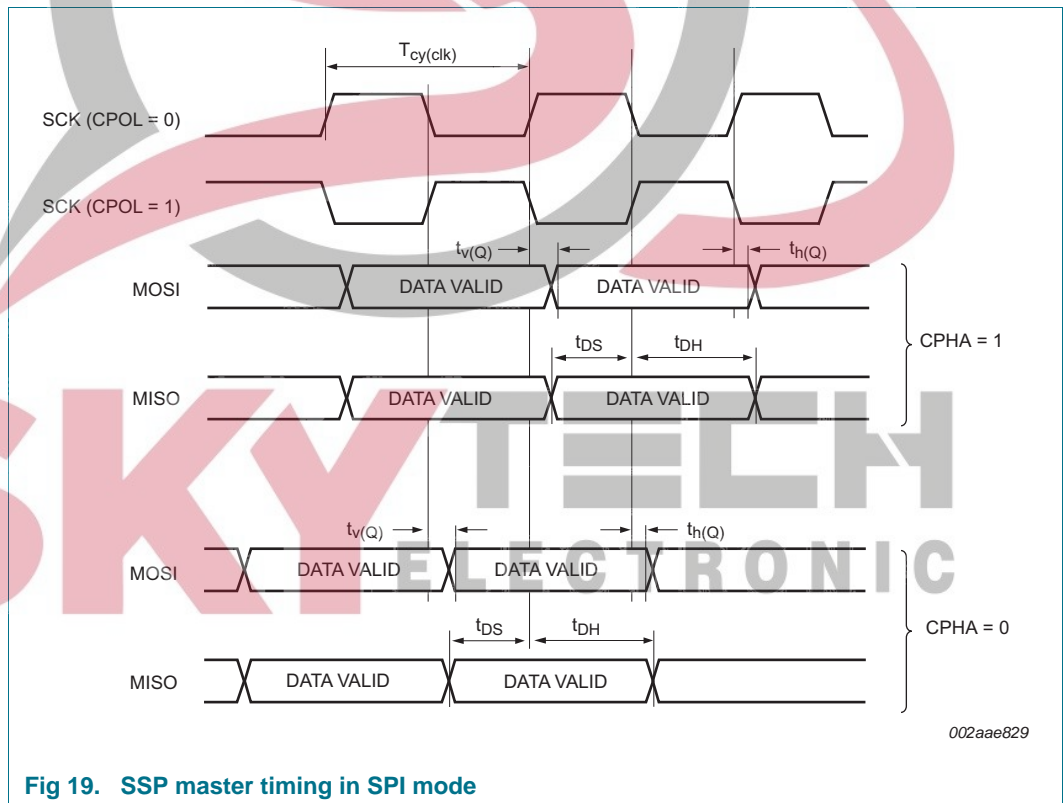 Tcy(clk)
SCK (CPOL = 0)
SCK (CPOL = 1)
tv(Q)
th(Q)
MOSI
DATA VALID
DATA VALID
CPHA = 1
tDS
tDH
MISO
DATA VALID
DATA VALID
SKYTECH
ELECTRONIC
tv(Q)
th(Q)
MOSI
DATA VALID
DATA VALID
CPHA = 0
tDS
tDH
MISO
DATA VALID
DATA VALID
002aae829
Fig 19. SSP master timing in SPI mode